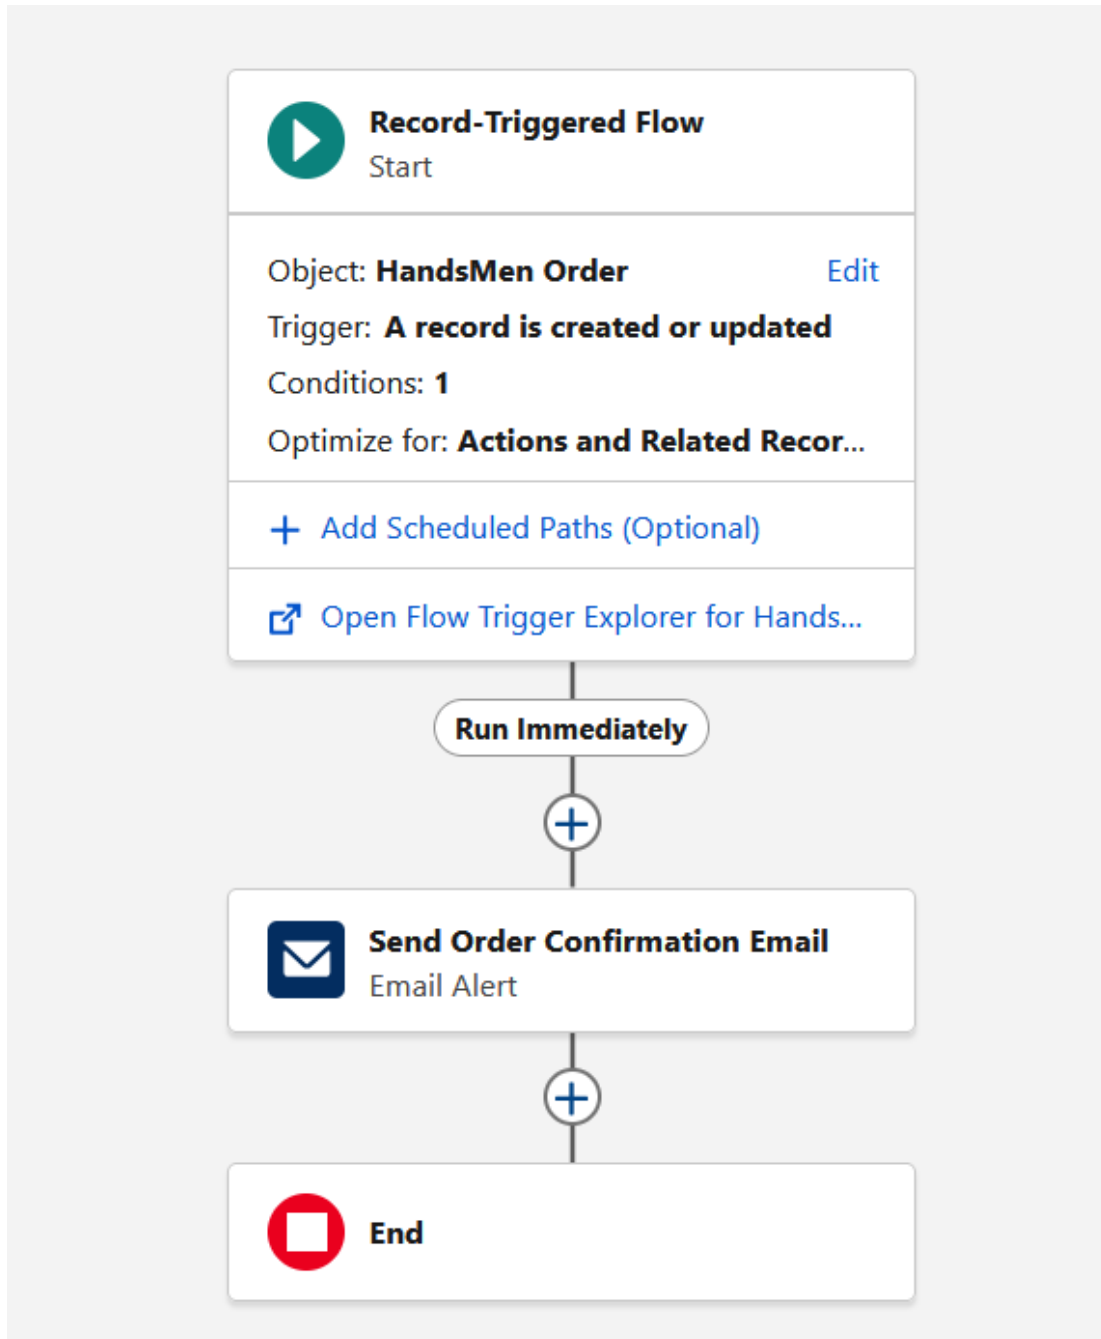 Record-Triggered Flow
Start
Object: HandsMen Order Edit
Trigger: A record is created or updated
Conditions: 1
Optimize for: Actions and Related Recor...
Add Scheduled Paths (Optional)
Open Flow Trigger Explorer for Hands...
Run Immediately
Send Order Confirmation Email
Email Alert
End